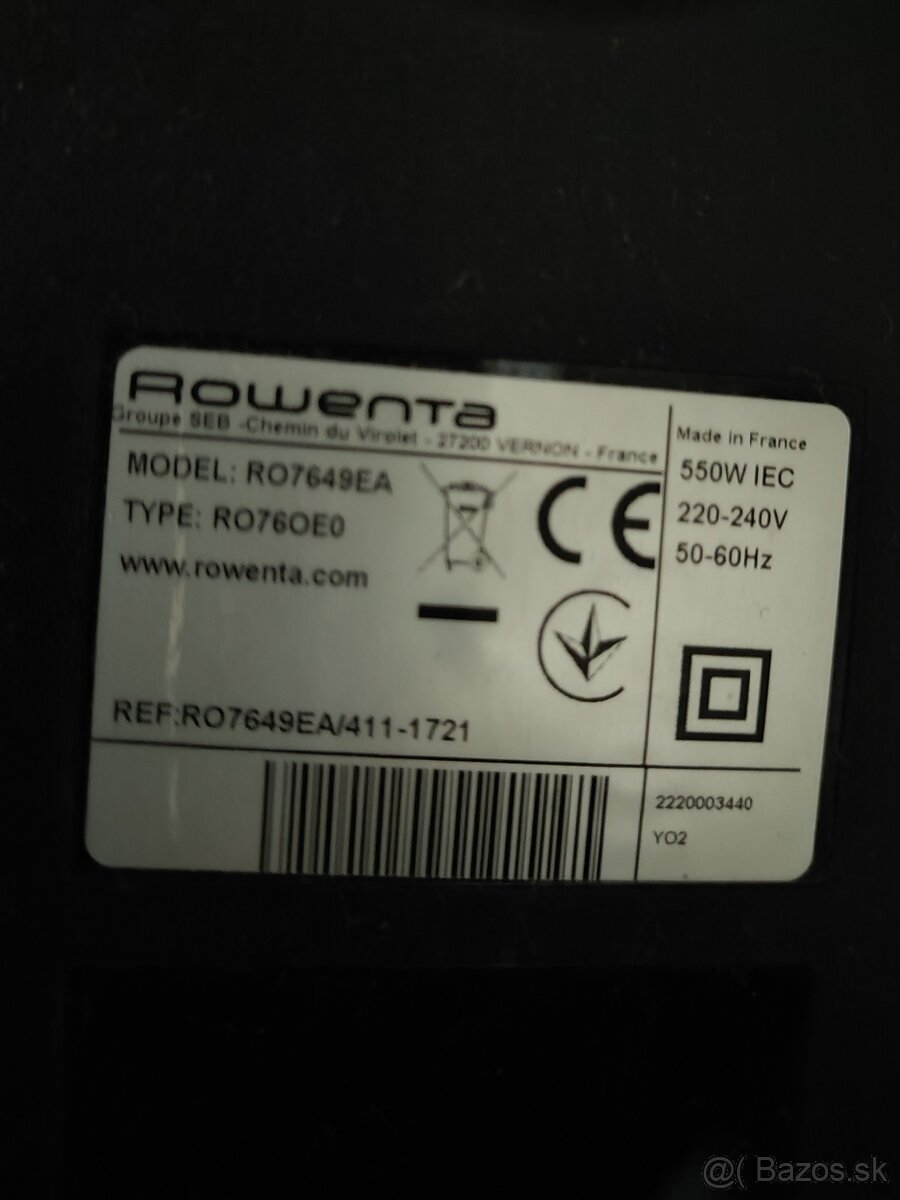 Rowenta
Groupe SEB -Chemin du Virolet - 27200 VERNON - France
MODEL: RO7649EA
TYPE: RO76OE0
www.rowenta.com
REF:RO7649EA/411-1721
Made in France
550W IEC
220-240V
50-60Hz
CE
2220003440
YO2
@( Bazos.sk